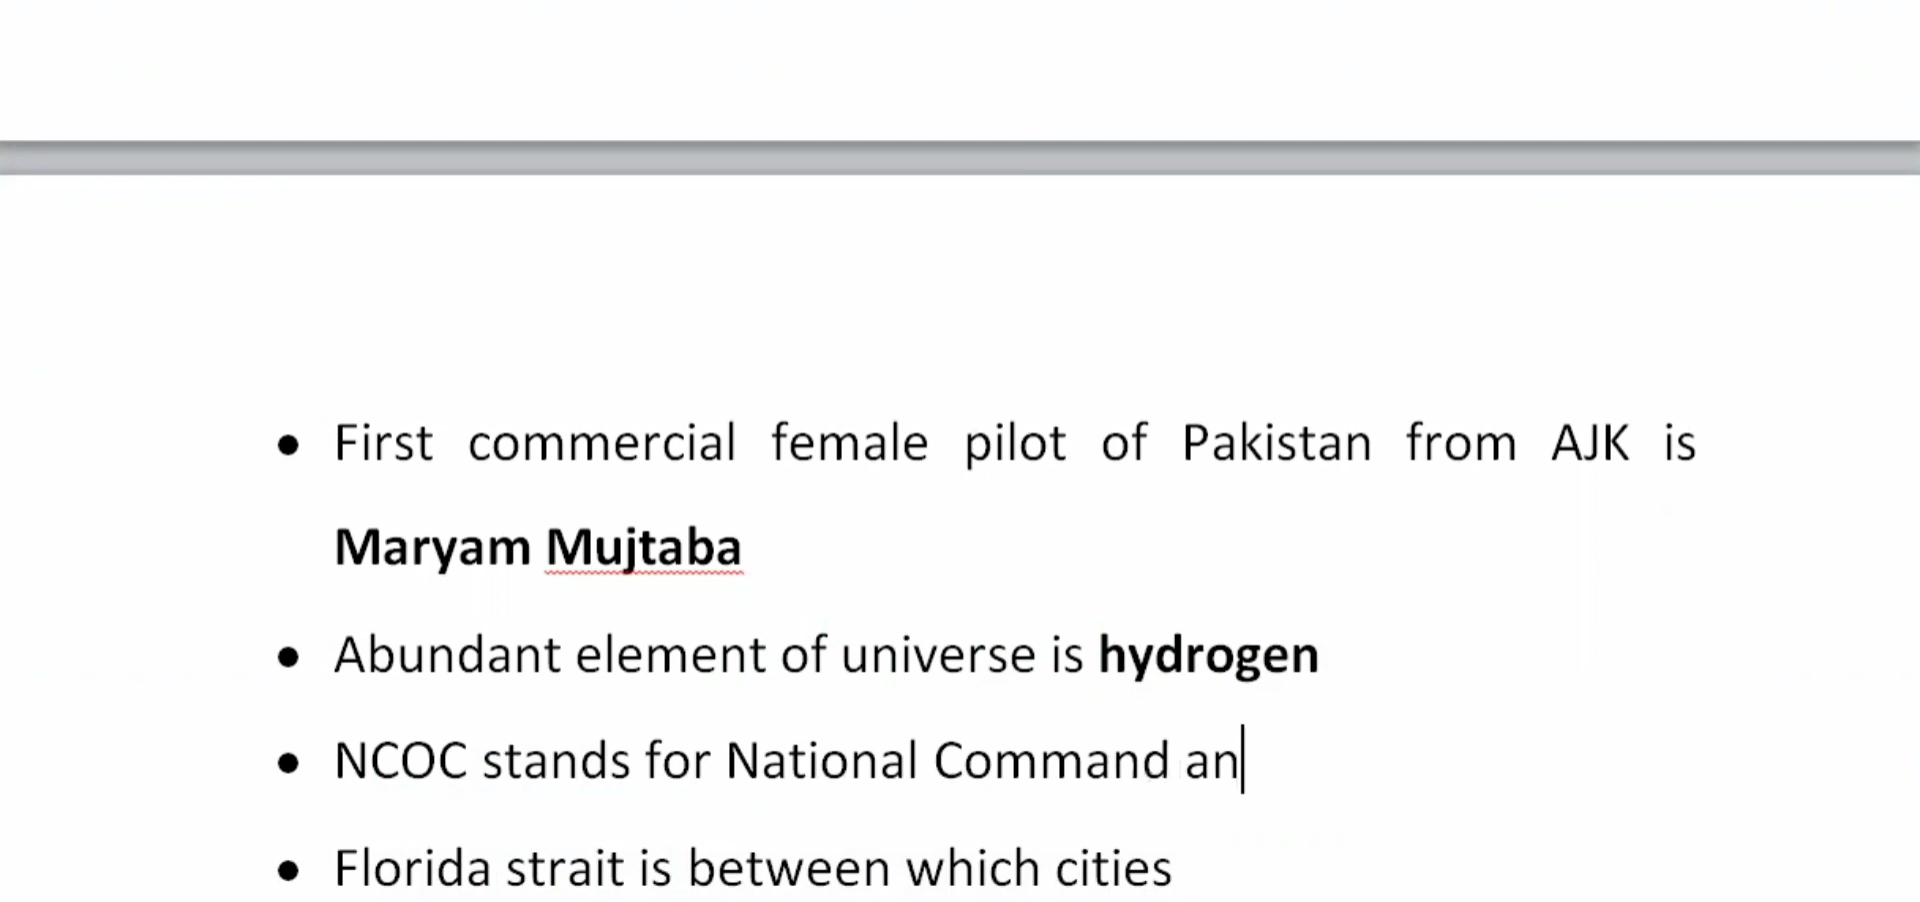 • First commercial female pilot of Pakistan from AJK is
Maryam Mujtaba
• Abundant element of universe is hydrogen
• NCOC stands for National Command an
• Florida strait is between which cities